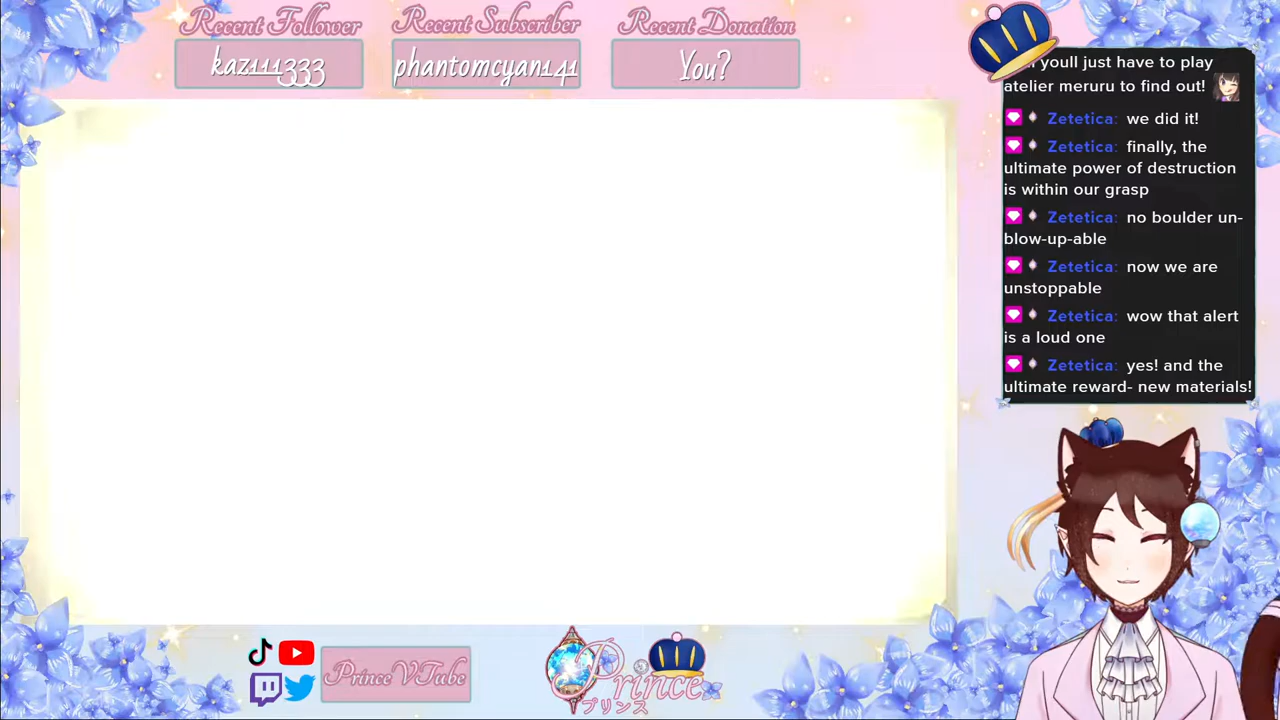 Recent Follower
Recent Subscriber
Recent Donation
kaz111333
phantomcyan141
You?
youll just have to play
atelier meruru to find out!
Zetetica: we did it!
Zetetica: finally, the
ultimate power of destruction
is within our grasp
Zetetica: no boulder un-
blow-up-able
Zetetica: now we are
unstoppable
Zetetica: wow that alert
is a loud one
Zetetica: yes! and the
ultimate reward- new materials!
Prince VTube
Prince
プリンス